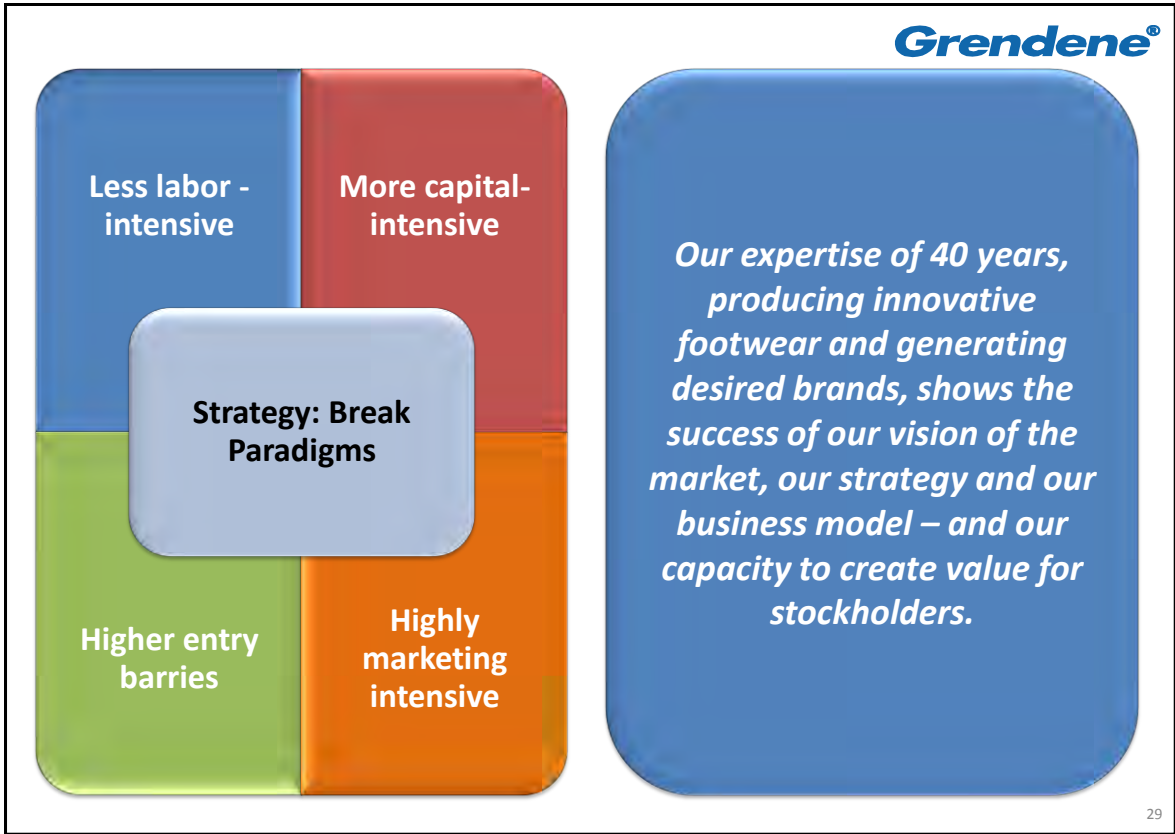 Grendene®
Less labor -
intensive
More capital-
intensive
Strategy: Break
Paradigms
Higher entry
barries
Highly
marketing
intensive
Our expertise of 40 years,
producing innovative
footwear and generating
desired brands, shows the
success of our vision of the
market, our strategy and our
business model – and our
capacity to create value for
stockholders.
29